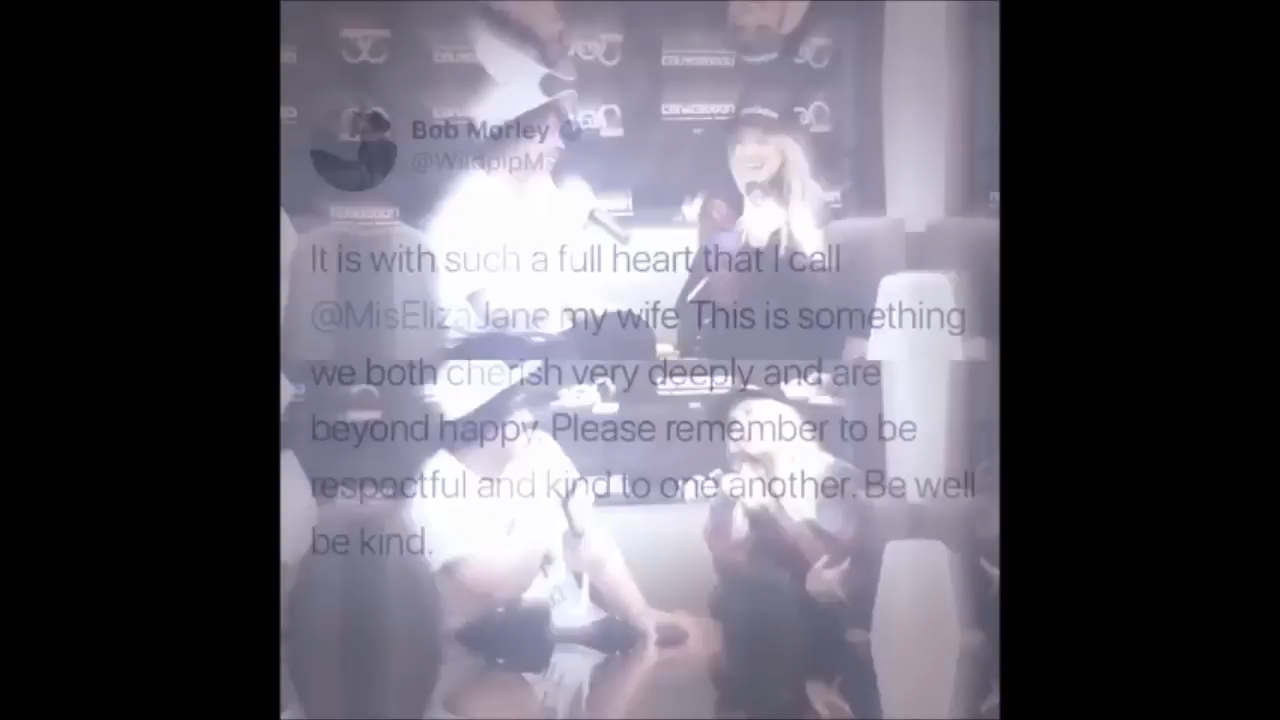 Bob Morley
@WildpipM
It is with such a full heart that I call
@MisElizaJane my wife This is something
we both cherish very deeply and are
beyond happy. Please remember to be
respectful and kind to one another. Be well
be kind.